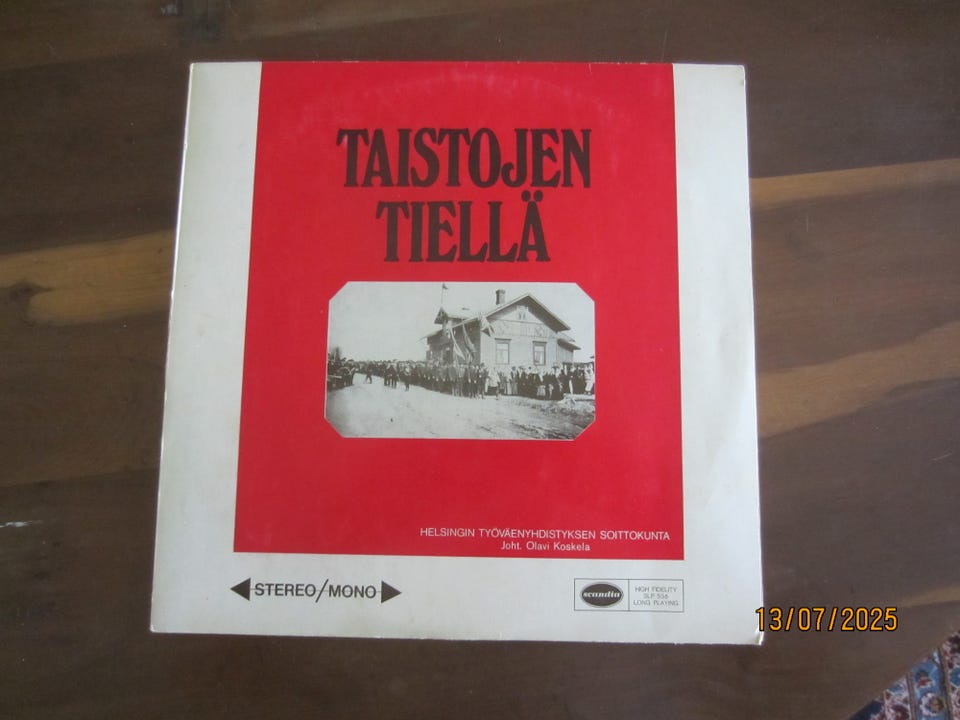 TAISTOJEN
TIELLÄ
HELSINGIN TYÖVÄENYHDISTYKSEN SOITTOKUNTA
Joht. Olavi Koskela
STEREO/MONO
scandia
HIGH FIDELITY
SLP 556
LONG PLAYING
13/07/2025